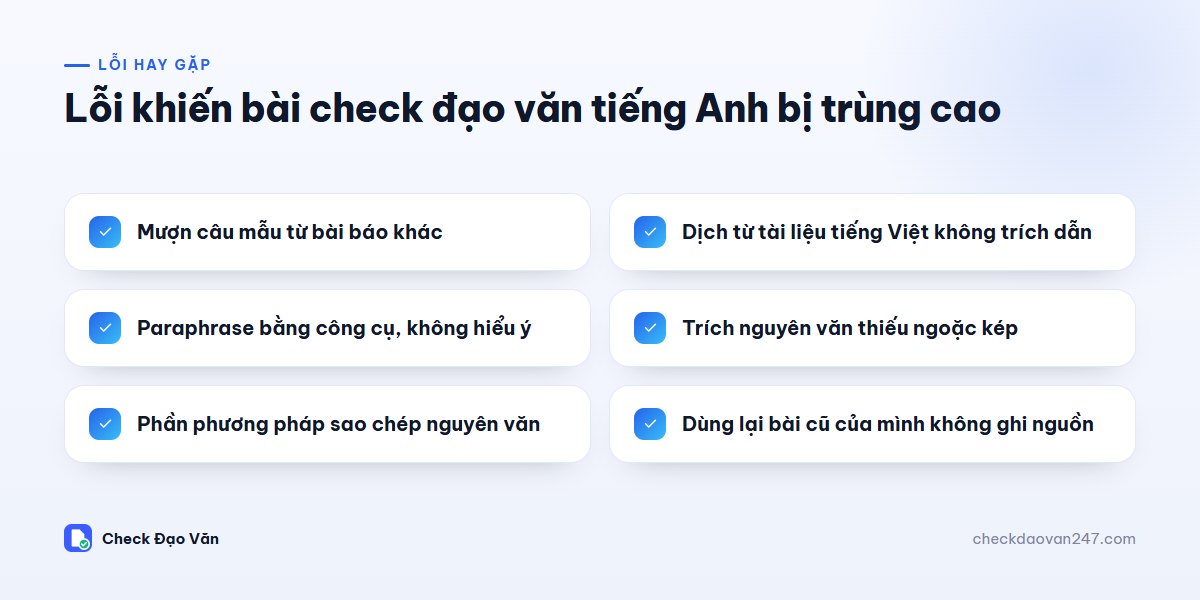 LỖI HAY GẶP
Lỗi khiến bài check đạo văn tiếng Anh bị trùng cao
Mượn câu mẫu từ bài báo khác
Dịch từ tài liệu tiếng Việt không trích dẫn
Paraphrase bằng công cụ, không hiểu ý
Trích nguyên văn thiếu ngoặc kép
Phần phương pháp sao chép nguyên văn
Dùng lại bài cũ của mình không ghi nguồn
Check Đạo Văn
checkdaovan247.com